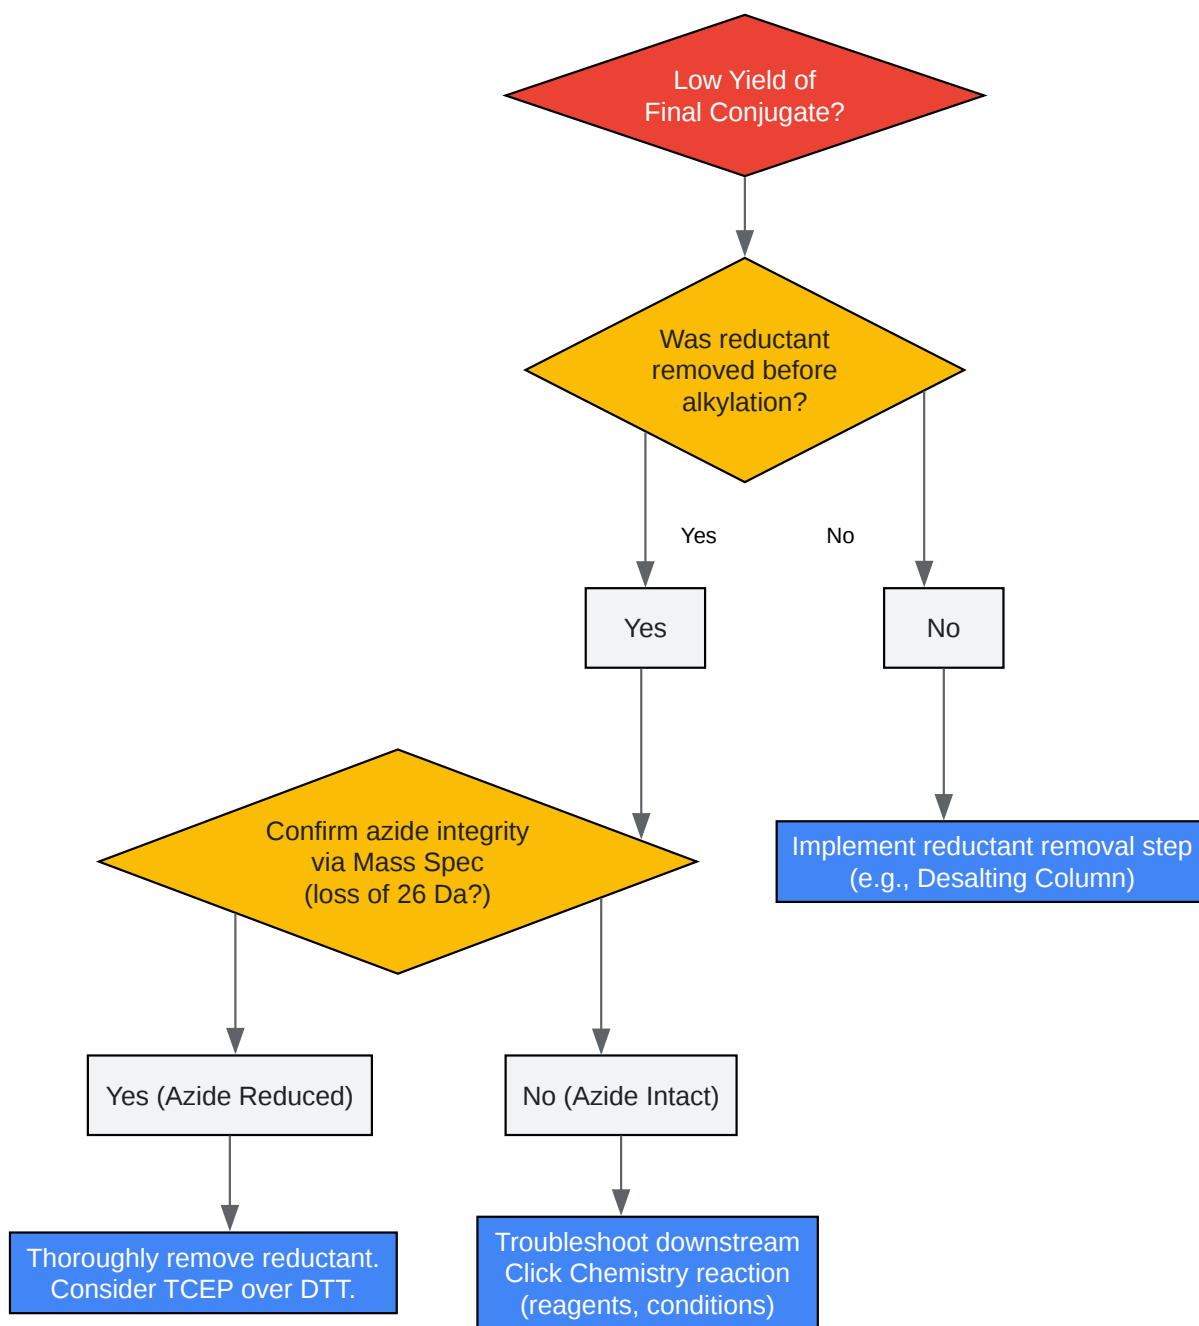 Low Yield of
Final Conjugate?
Was reductant
removed before
alkylation?
Yes
No
Yes
No
Confirm azide integrity
via Mass Spec
(loss of 26 Da?)
Implement reductant removal step
(e.g., Desalting Column)
Yes (Azide Reduced)
No (Azide Intact)
Thoroughly remove reductant.
Consider TCEP over DTT.
Troubleshoot downstream
Click Chemistry reaction
(reagents, conditions)